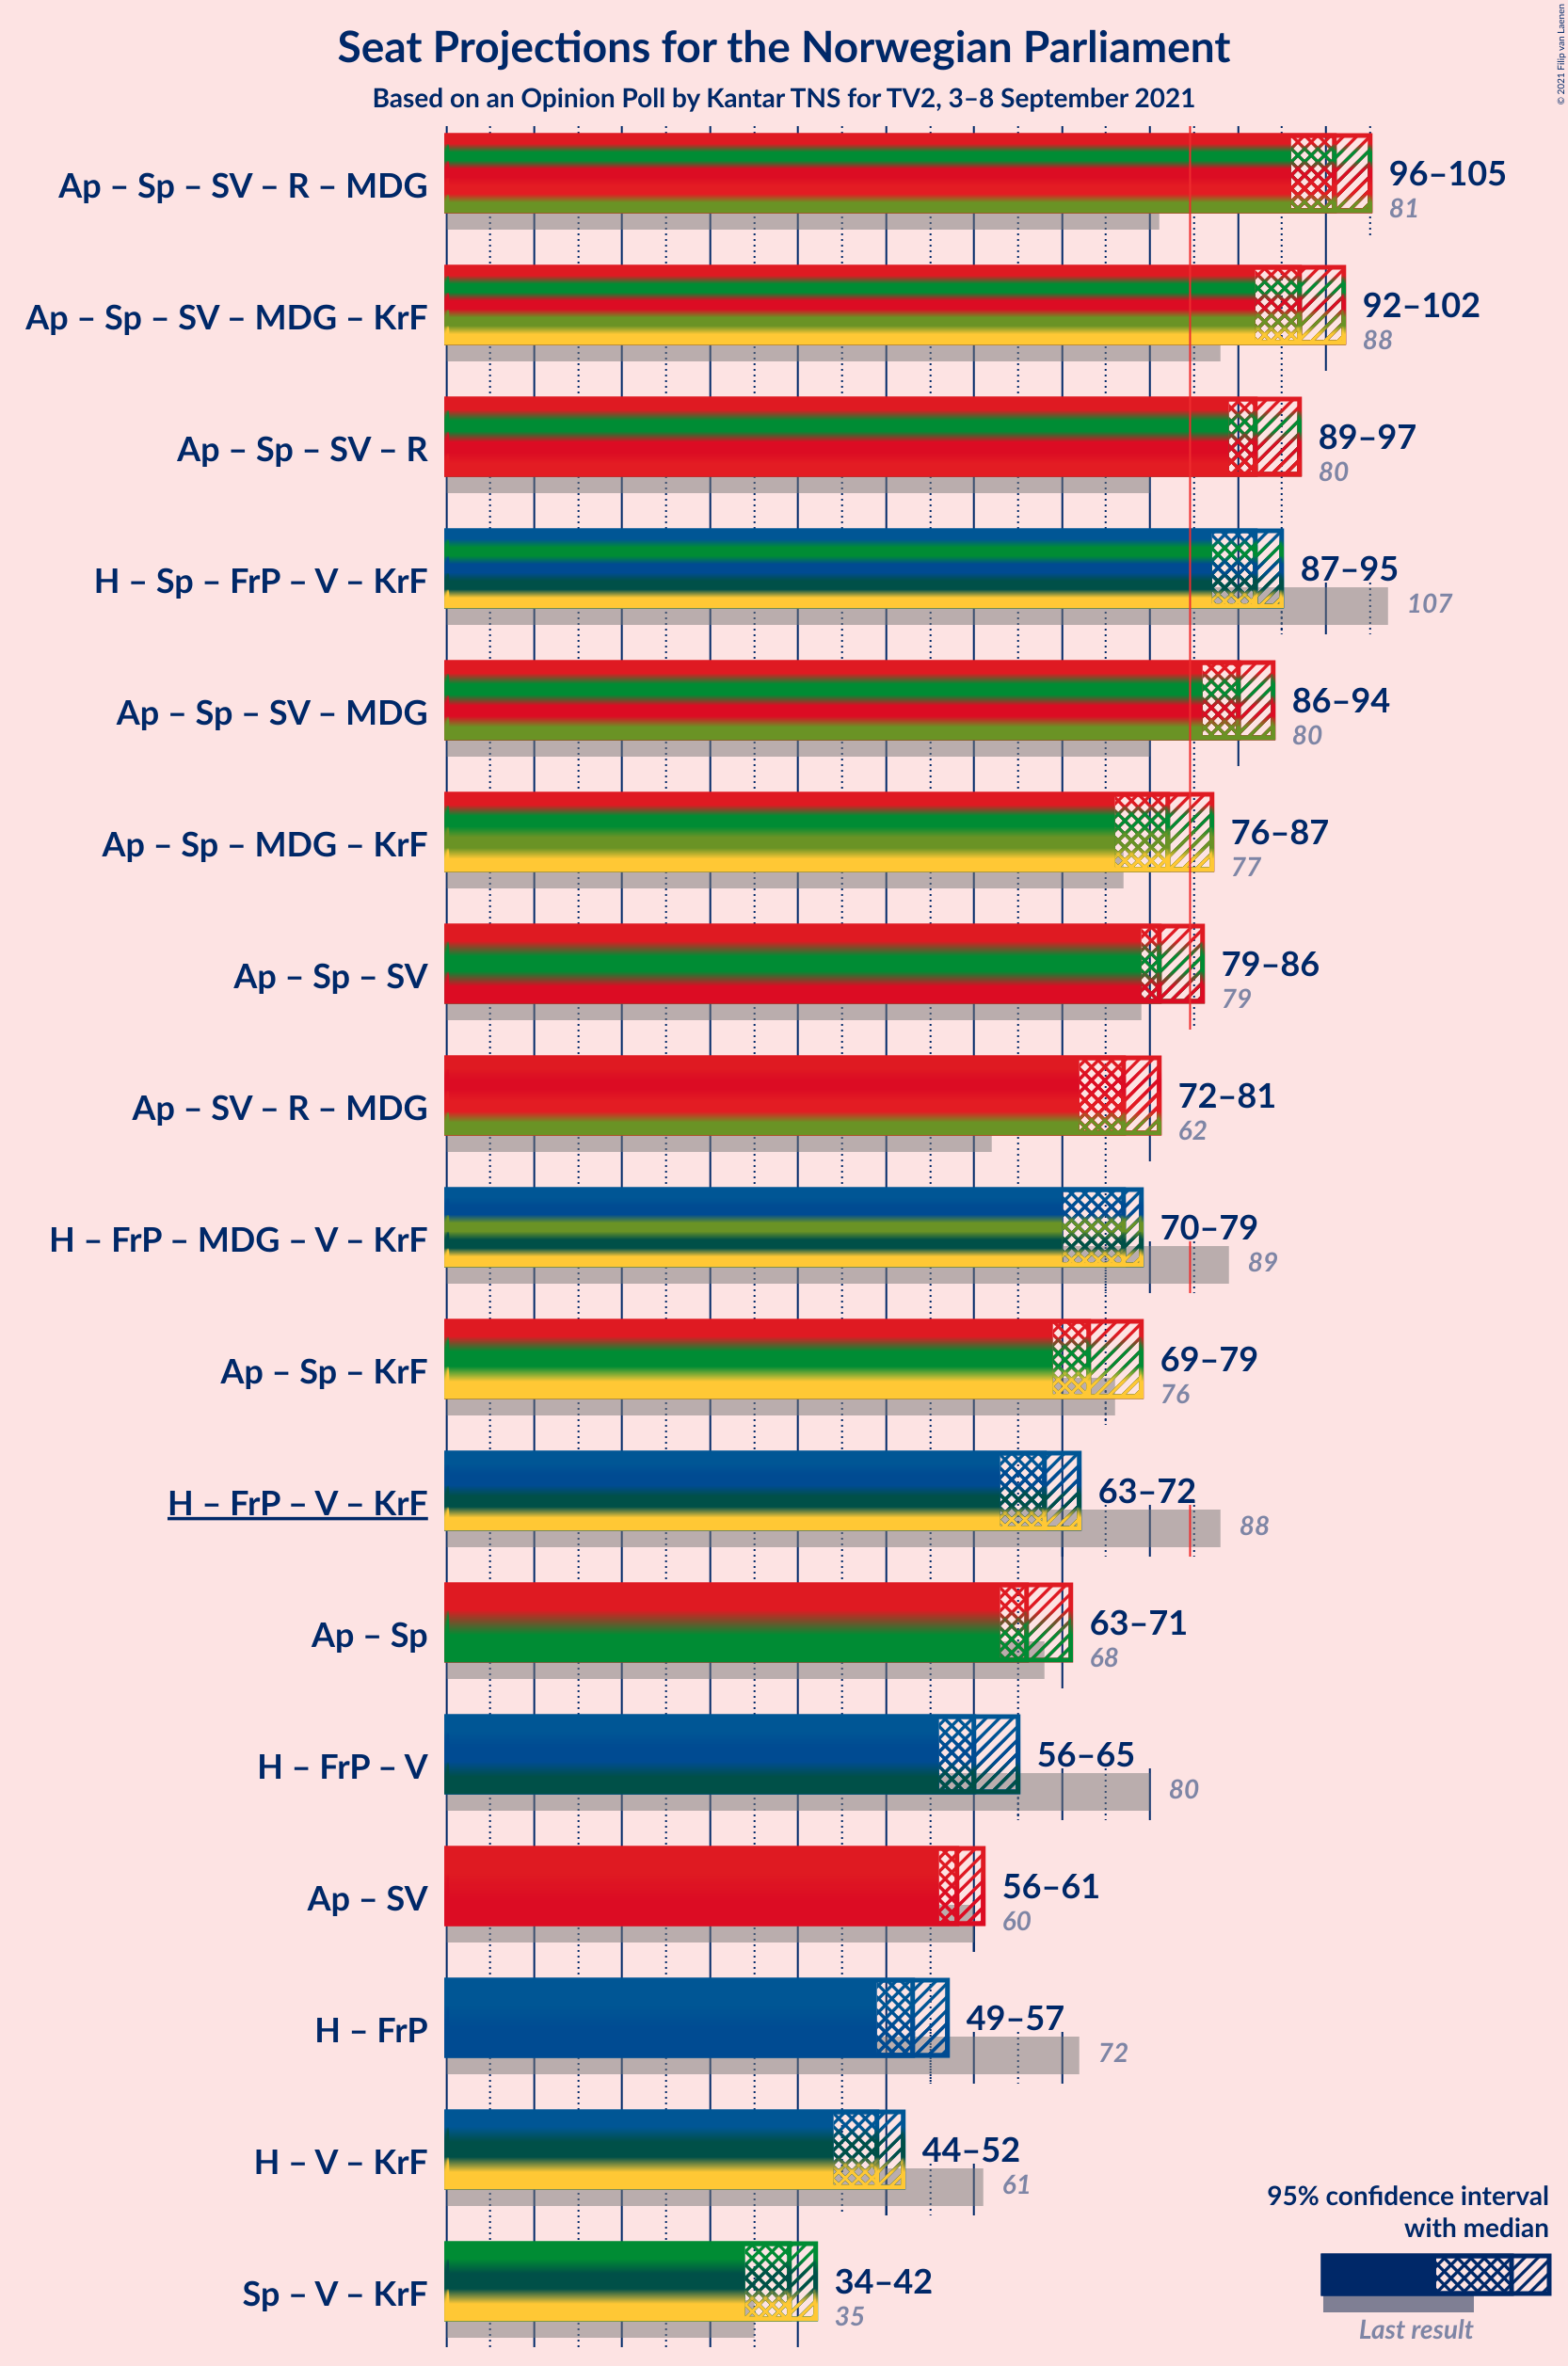 © 2021 Filip van Laenen
Seat Projections for the Norwegian Parliament
Based on an Opinion Poll by Kantar TNS for TV2, 3–8 September 2021
Ap – Sp – SV – R – MDG
96–105
81
Ap – Sp – SV – MDG – KrF
92–102
88
Ap – Sp – SV – R
89–97
80
H – Sp – FrP – V – KrF
87–95
107
Ap – Sp – SV – MDG
86–94
80
Ap – Sp – MDG – KrF
76–87
77
Ap – Sp – SV
79–86
79
Ap – SV – R – MDG
72–81
62
H – FrP – MDG – V – KrF
70–79
89
Ap – Sp – KrF
69–79
76
H – FrP – V – KrF
63–72
88
Ap – Sp
63–71
68
H – FrP – V
56–65
80
Ap – SV
56–61
60
H – FrP
49–57
72
H – V – KrF
44–52
61
Sp – V – KrF
34–42
35
95% confidence interval
with median
Last result